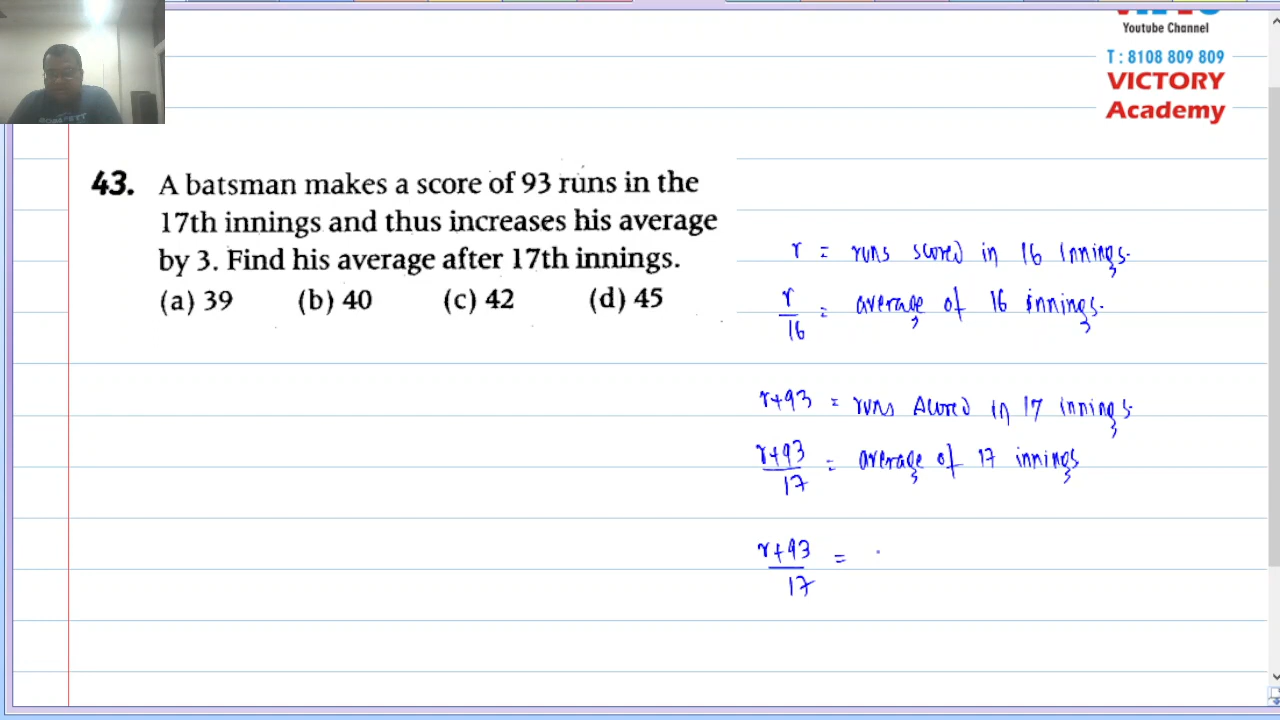 Youtube Channel
T : 8108 809 809
VICTORY
Academy
43. A batsman makes a score of 93 runs in the
17th innings and thus increases his average
by 3. Find his average after 17th innings.
(a) 39 (b) 40 (c) 42 (d) 45
r = runs scored in 16 innings.
r/16 = average of 16 innings.
r+93 = runs scored in 17 innings.
r+93/17 = average of 17 innings
r+93/17 =